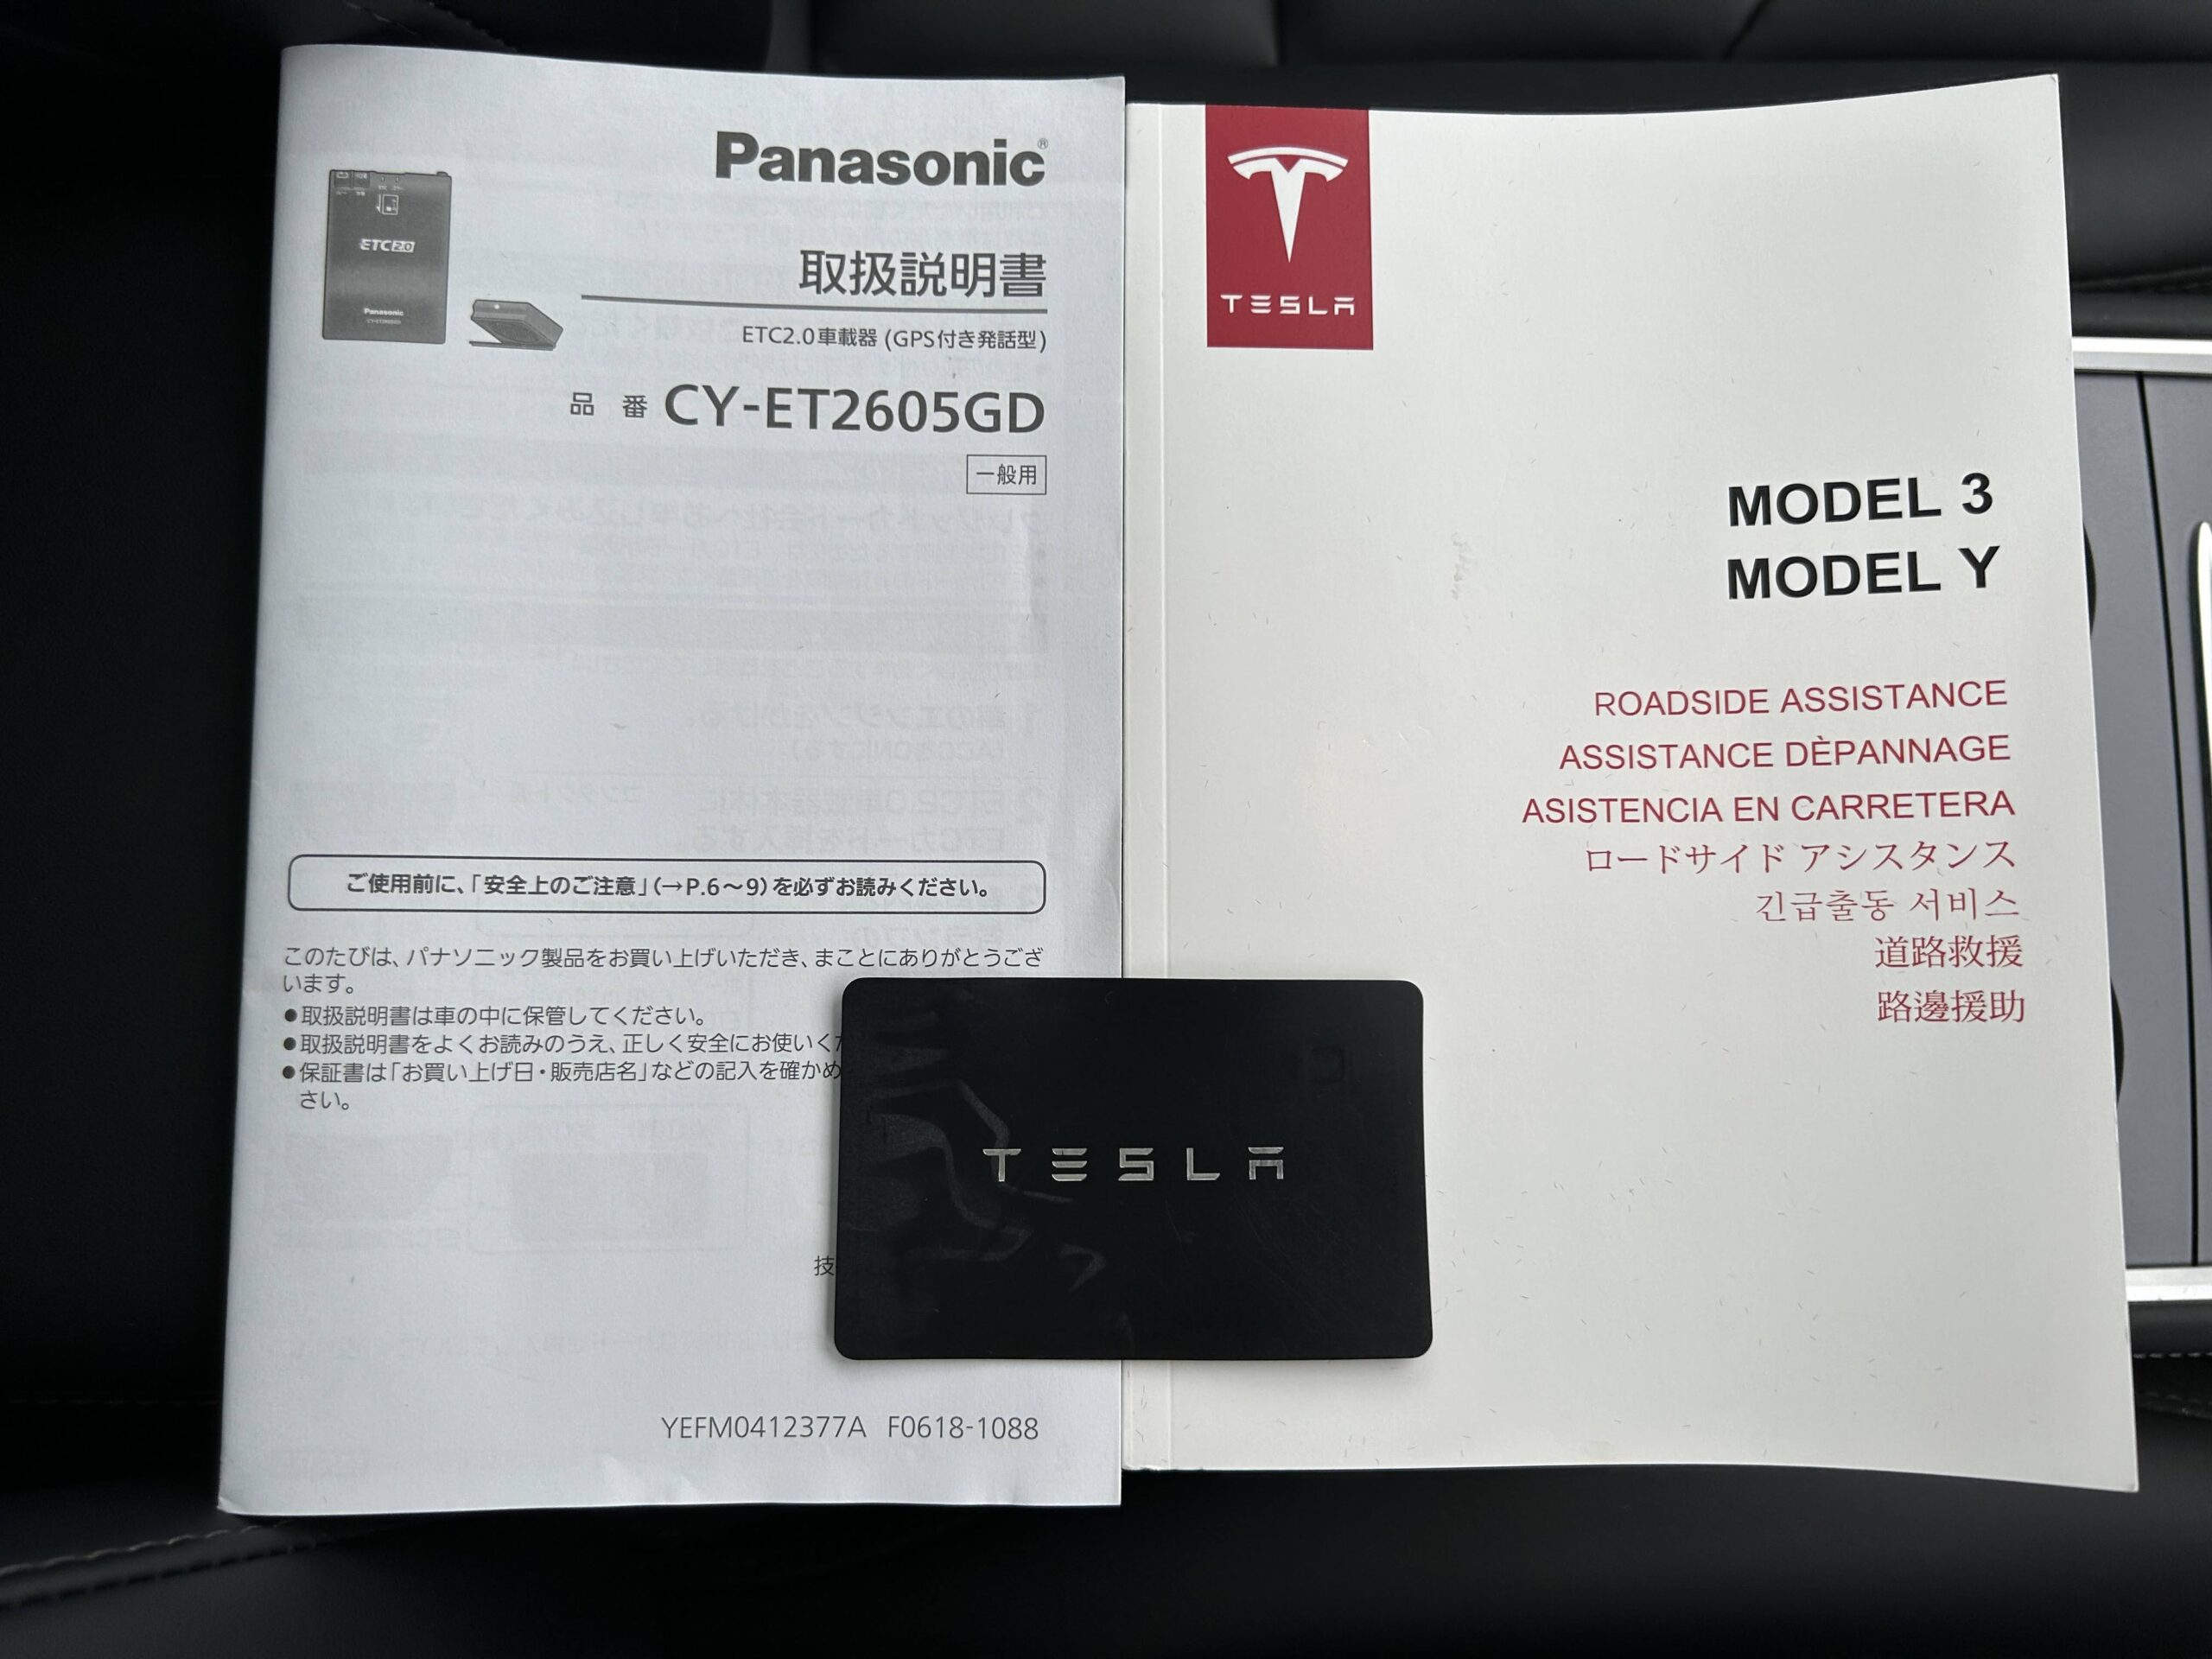 Panasonic®
ETC2.0
Panasonic
取扱説明書
ETC2.0車載器 (GPS付き発話型)
品 番 CY-ET2605GD
一般用
ご使用前に、「安全上のご注意」(→P.6〜9)を必ずお読みください。
このたびは、パナソニック製品をお買い上げいただき、まことにありがとうござ
います。
●取扱説明書は車の中に保管してください。
●取扱説明書をよくお読みのうえ、正しく安全にお使いく
●保証書は「お買い上げ日・販売店名」などの記入を確かめ
さい。
技
YEFM0412377A F0618-1088
TESLA
MODEL 3
MODEL Y
ROADSIDE ASSISTANCE
ASSISTANCE DÈPANNAGE
ASISTENCIA EN CARRETERA
ロードサイド アシスタンス
긴급출동 서비스
道路救援
路邊援助
TESLA